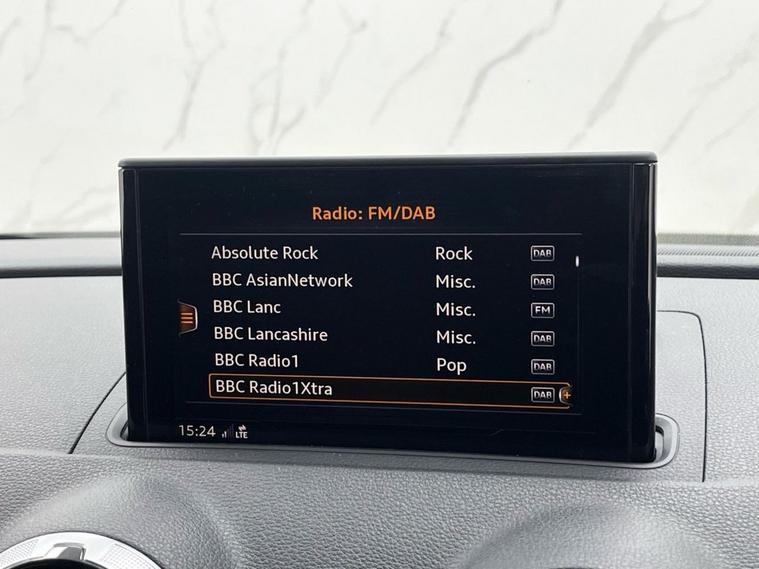 Radio: FM/DAB
Absolute Rock Rock DAB
BBC AsianNetwork Misc. DAB
BBC Lanc Misc. FM
BBC Lancashire Misc. DAB
BBC Radio1 Pop DAB
BBC Radio1Xtra DAB +
15:24 LTE